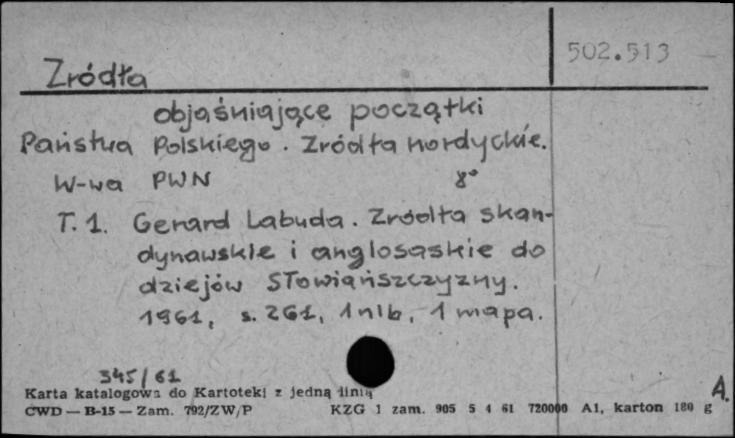 502.513
Źródła
objaśniające początki
Państwa Polskiego. Źródła nordyckie.
W-wa PWN 8°
T. 1. Gerard Labuda. Źródła skan-
dynawskie i anglosaskie do
dziejów Słowiańszczyzny.
1961, s. 261, 1 nlb, 1 mapa.
345/61
Karta katalogowa do Kartoteki z jedną linią
CWD — B-15 — Zam. 792/ZW/P KZG 1 zam. 905 5 4 61 720000 A1, karton 180 g
A.